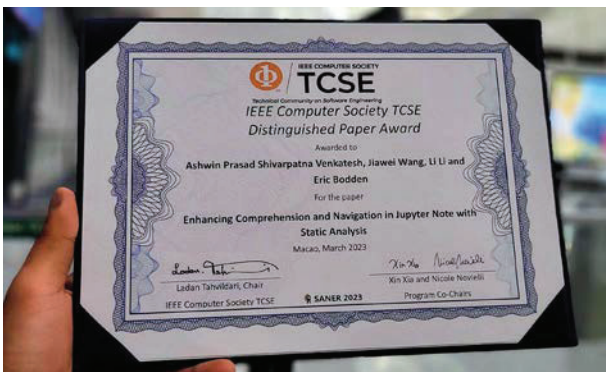 IEEE COMPUTER SOCIETY
TCSE
Technical Community on Software Engineering
IEEE Computer Society TCSE
Distinguished Paper Award
Awarded to
Ashwin Prasad Shivarpatna Venkatesh, Jiawei Wang, Li Li and
Eric Bodden
For the paper
Enhancing Comprehension and Navigation in Jupyter Note with
Static Analysis
Macao, March 2023
Ladan Tahvildari, Chair
IEEE Computer Society TCSE
SANER 2023
Xin Xia and Nicole Novielli
Program Co-Chairs